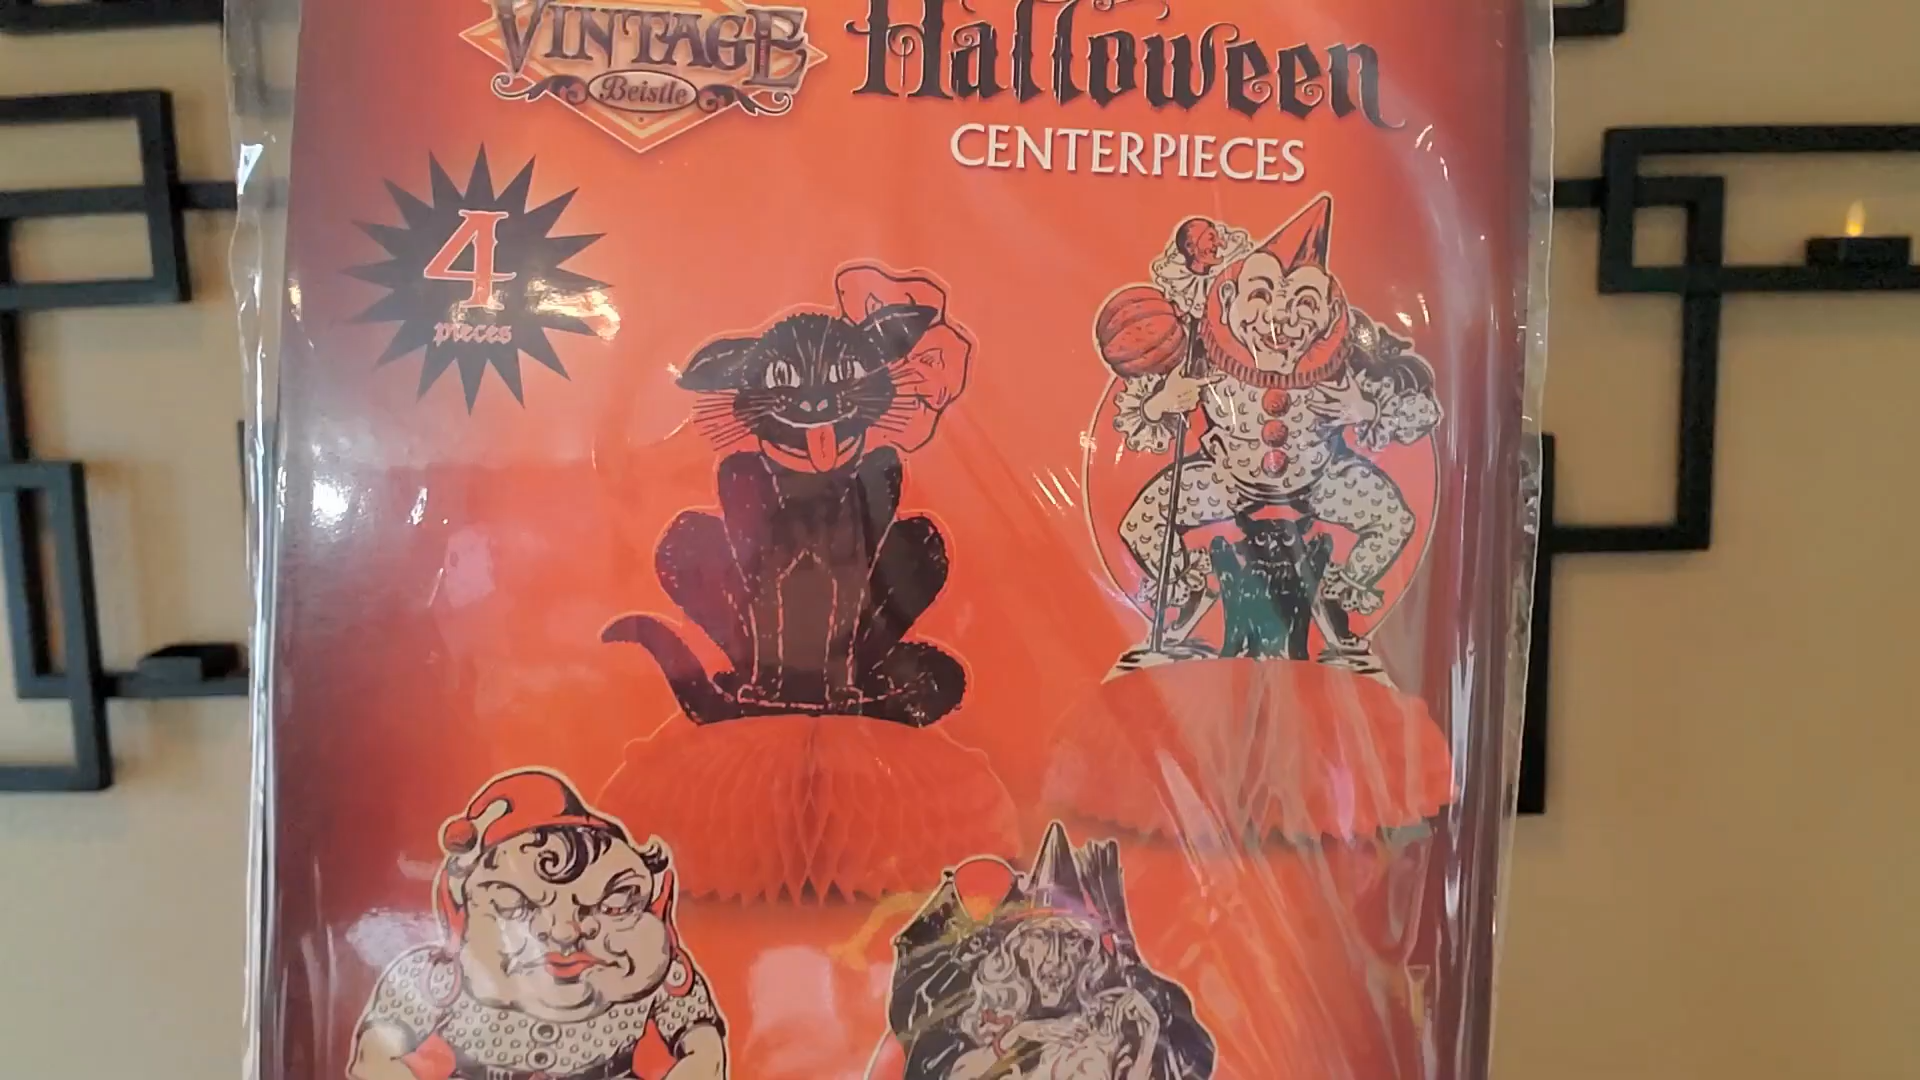 VINTAGE
Beistle
Halloween
CENTERPIECES
4
pieces